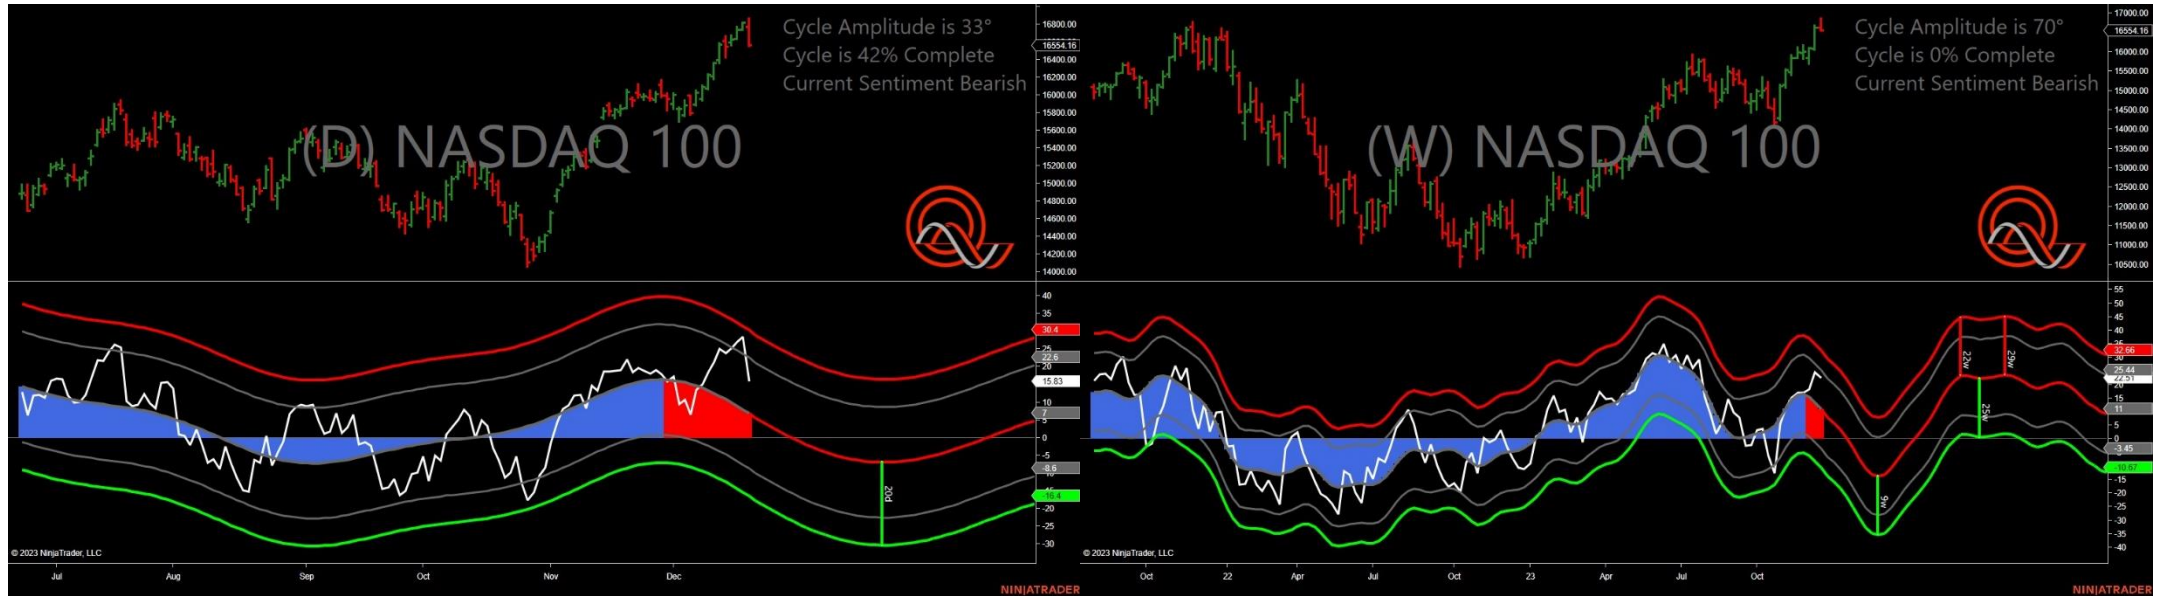 Cycle Amplitude is 33°
Cycle is 42% Complete
Current Sentiment Bearish
(D) NASDAQ 100
16800.00
16554.16
16400.00
16200.00
16000.00
15800.00
15600.00
15400.00
15200.00
15000.00
14800.00
14600.00
14400.00
14200.00
14000.00
40
35
30.4
25
22.6
20
15.83
10
7
5
0
-5
-8.6
-16.4
-20
-25
-30
20d
© 2023 NinjaTrader, LLC
Jul
Aug
Sep
Oct
Nov
Dec
NINJATRADER
Cycle Amplitude is 70°
Cycle is 0% Complete
Current Sentiment Bearish
(W) NASDAQ 100
17000.00
16554.16
16000.00
15500.00
15000.00
14500.00
14000.00
13500.00
13000.00
12500.00
12000.00
11500.00
11000.00
10500.00
55
50
45
40
35
32.66
30
25.44
22.51
20
15
11
5
0
-3.45
-10.67
-15
-20
-25
-30
-35
-40
22w
29w
25w
9w
© 2023 NinjaTrader, LLC
Oct
22
Apr
Jul
Oct
23
Apr
Jul
Oct
NINJATRADER